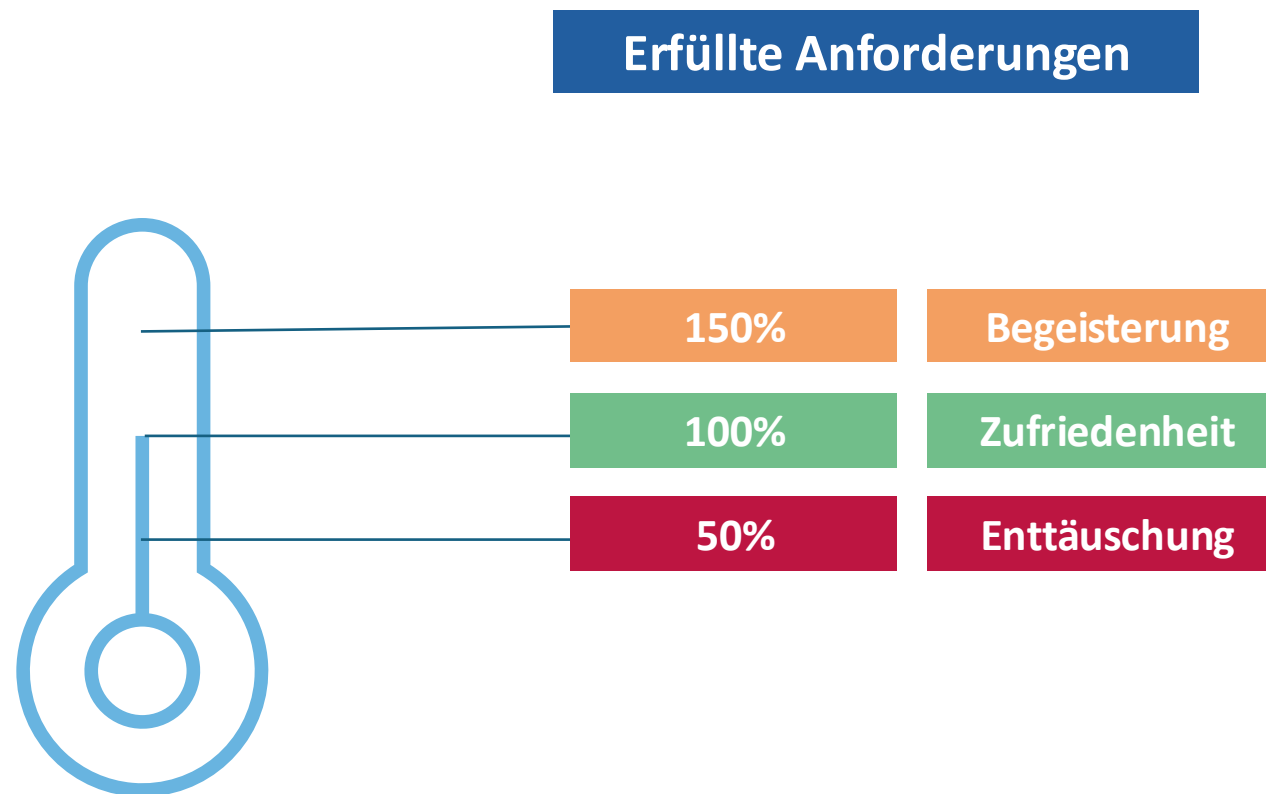 Erfüllte Anforderungen
150% Begeisterung
100% Zufriedenheit
50% Enttäuschung